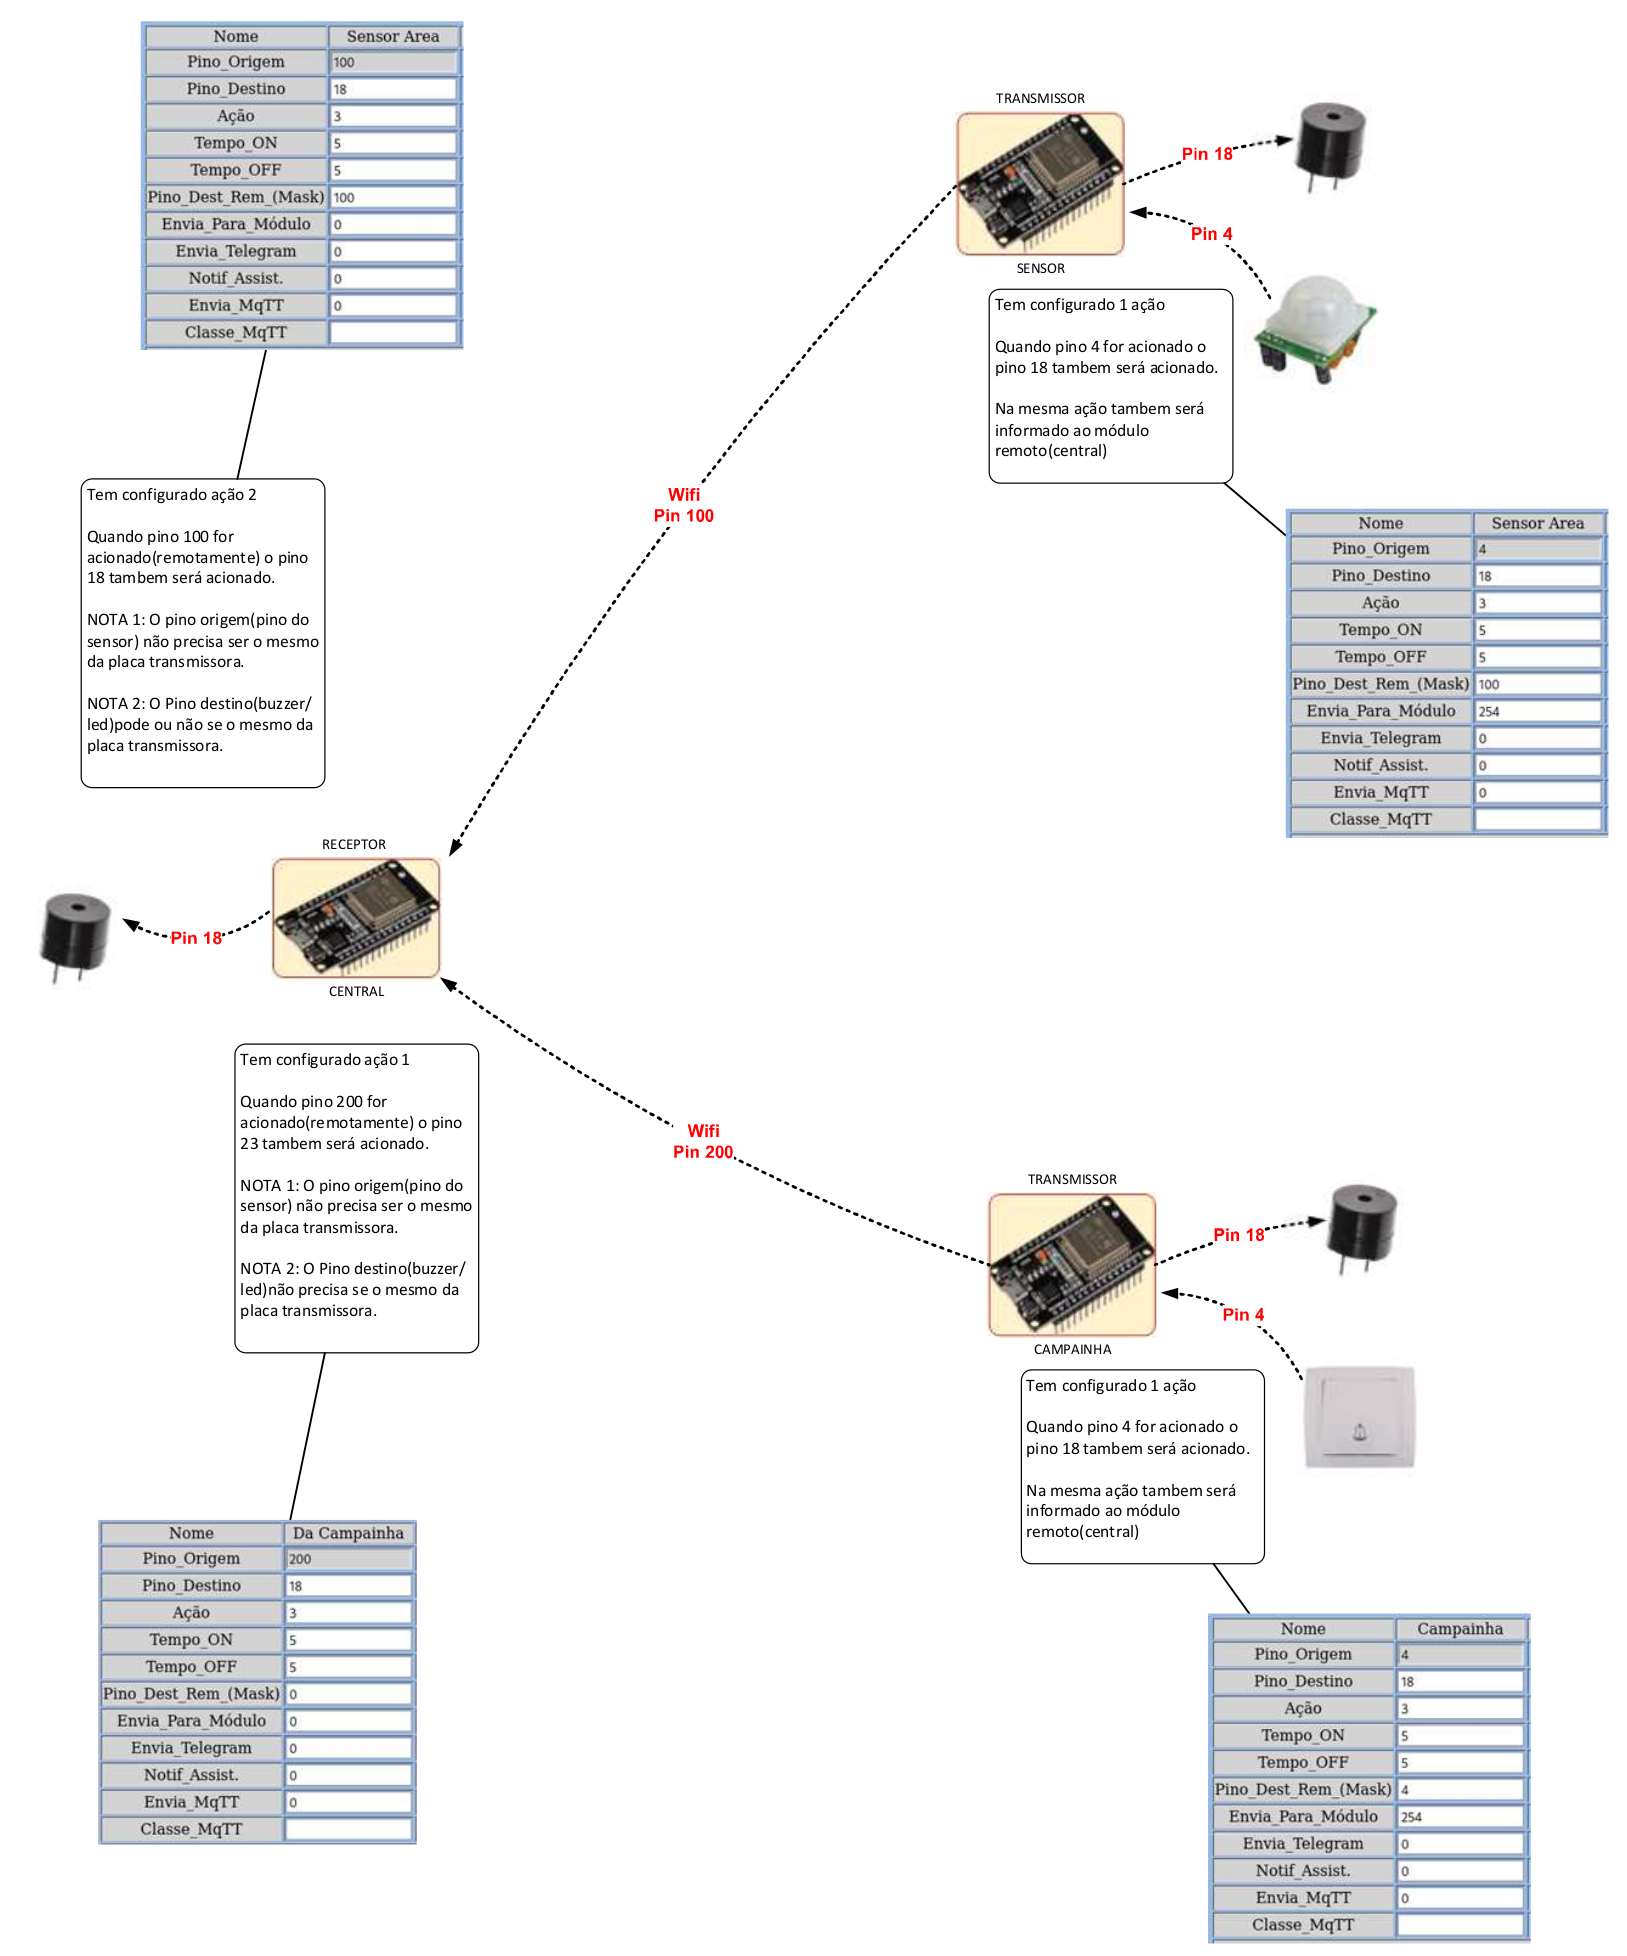 Nome Sensor Area
Pino_Origem 100
Pino_Destino 18
Ação 3
Tempo_ON 5
Tempo_OFF 5
Pino_Dest_Rem_(Mask) 100
Envia_Para_Módulo 0
Envia_Telegram 0
Notif_Assist. 0
Envia_MqTT 0
Classe_MqTT
TRANSMISSOR
Pin 18
Pin 4
SENSOR
Tem configurado 1 ação
Quando pino 4 for acionado o
pino 18 tambem será acionado.
Na mesma ação tambem será
informado ao módulo
remoto(central)
Nome Sensor Area
Pino_Origem 4
Pino_Destino 18
Ação 3
Tempo_ON 5
Tempo_OFF 5
Pino_Dest_Rem_(Mask) 100
Envia_Para_Módulo 254
Envia_Telegram 0
Notif_Assist. 0
Envia_MqTT 0
Classe_MqTT
Wifi
Pin 100
Tem configurado ação 2
Quando pino 100 for
acionado(remotamente) o pino
18 tambem será acionado.
NOTA 1: O pino origem(pino do
sensor) não precisa ser o mesmo
da placa transmissora.
NOTA 2: O Pino destino(buzzer/
led)pode ou não se o mesmo da
placa transmissora.
RECEPTOR
Pin 18
CENTRAL
Tem configurado ação 1
Quando pino 200 for
acionado(remotamente) o pino
23 tambem será acionado.
NOTA 1: O pino origem(pino do
sensor) não precisa ser o mesmo
da placa transmissora.
NOTA 2: O Pino destino(buzzer/
led)não precisa se o mesmo da
placa transmissora.
Wifi
Pin 200
TRANSMISSOR
Pin 18
Pin 4
CAMPAINHA
Tem configurado 1 ação
Quando pino 4 for acionado o
pino 18 tambem será acionado.
Na mesma ação tambem será
informado ao módulo
remoto(central)
Nome Da Campainha
Pino_Origem 200
Pino_Destino 18
Ação 3
Tempo_ON 5
Tempo_OFF 5
Pino_Dest_Rem_(Mask) 0
Envia_Para_Módulo 0
Envia_Telegram 0
Notif_Assist. 0
Envia_MqTT 0
Classe_MqTT
Nome Campainha
Pino_Origem 4
Pino_Destino 18
Ação 3
Tempo_ON 5
Tempo_OFF 5
Pino_Dest_Rem_(Mask) 4
Envia_Para_Módulo 254
Envia_Telegram 0
Notif_Assist. 0
Envia_MqTT 0
Classe_MqTT